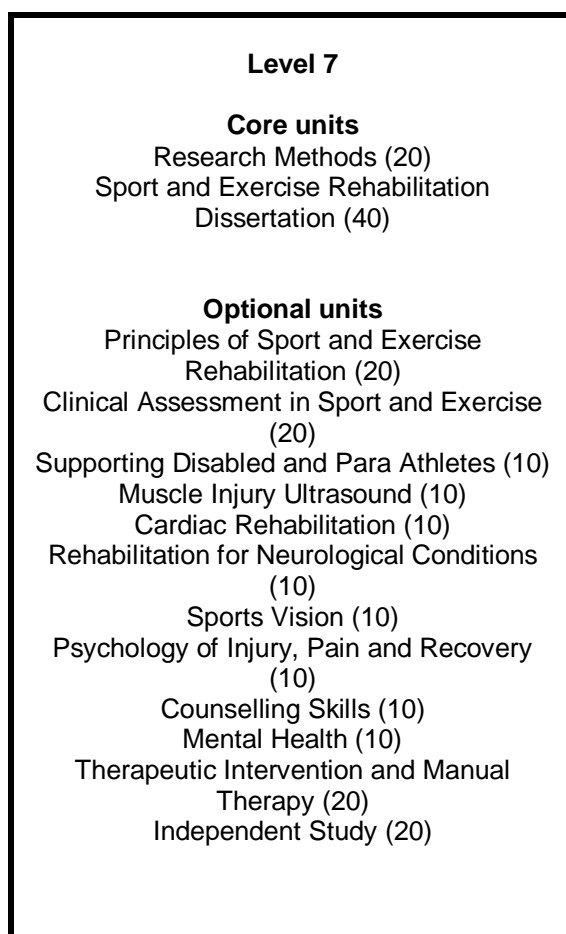 Level 7
Core units
Research Methods (20)
Sport and Exercise Rehabilitation
Dissertation (40)
Optional units
Principles of Sport and Exercise
Rehabilitation (20)
Clinical Assessment in Sport and Exercise
(20)
Supporting Disabled and Para Athletes (10)
Muscle Injury Ultrasound (10)
Cardiac Rehabilitation (10)
Rehabilitation for Neurological Conditions
(10)
Sports Vision (10)
Psychology of Injury, Pain and Recovery
(10)
Counselling Skills (10)
Mental Health (10)
Therapeutic Intervention and Manual
Therapy (20)
Independent Study (20)